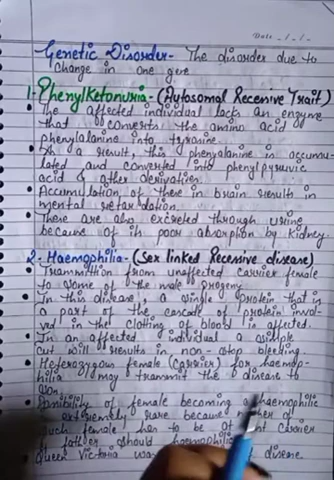 Date _/_/_
Genetic Disorder - The disorder due to
change in one gene
1. PhenylKetonuria - (Autosomal Recessive Trait)
The affected individual lacks an enzyme
that converts the amino acid
phenylalanine into tyrosine.
As a result, this phenylalanine is accumu-
lated and converted into phenylpyruvic
acid & other derivatives.
Accumulation of these in brain results in
mental retardation.
These are also excreted through urine
because of its poor absorption by kidney.
2. Haemophilia - (Sex linked Recessive disease)
Transmission from unaffected carrier female
to some of the male progeny
In this disease, a single protein that is
a part of the cascade of protein invol-
ved in the clotting of blood is affected.
In an affected individual a simple
cut will results in non stop bleeding.
Heterozygous female (carrier) for haemop-
hilia may transmit the disease to
son.
Possibility of female becoming a haemophilic
extremely rare because of
such female has to be at carrier
father should haemophilic
Queen Victoria was disease.